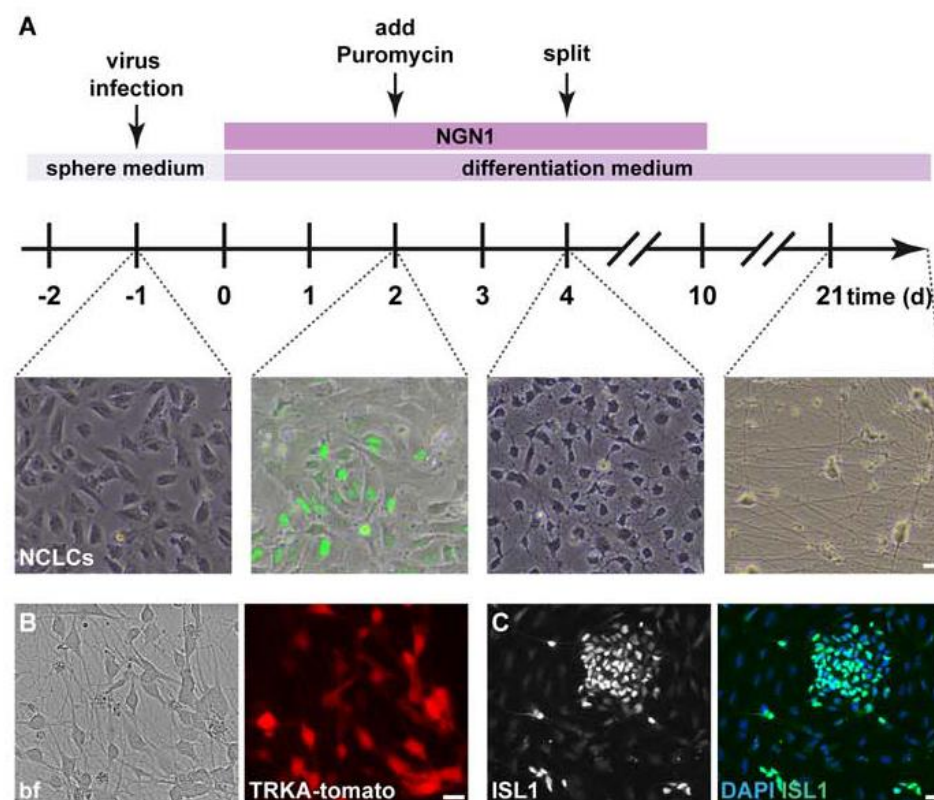 A
virus
infection
add
Puromycin
split
NGN1
sphere medium
differentiation medium
-2
-1
0
1
2
3
4
10
21
time (d)
NCLCs
B
bf
TRKA-tomato
C
ISL1
DAPI ISL1